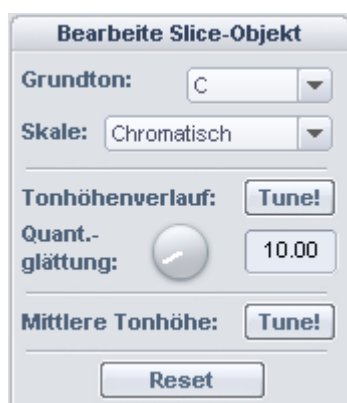 Bearbeite Slice-Objekt
Grundton: C
Skale: Chromatisch
Tonhöhenverlauf: Tune!
Quant.-
glättung: 10.00
Mittlere Tonhöhe: Tune!
Reset